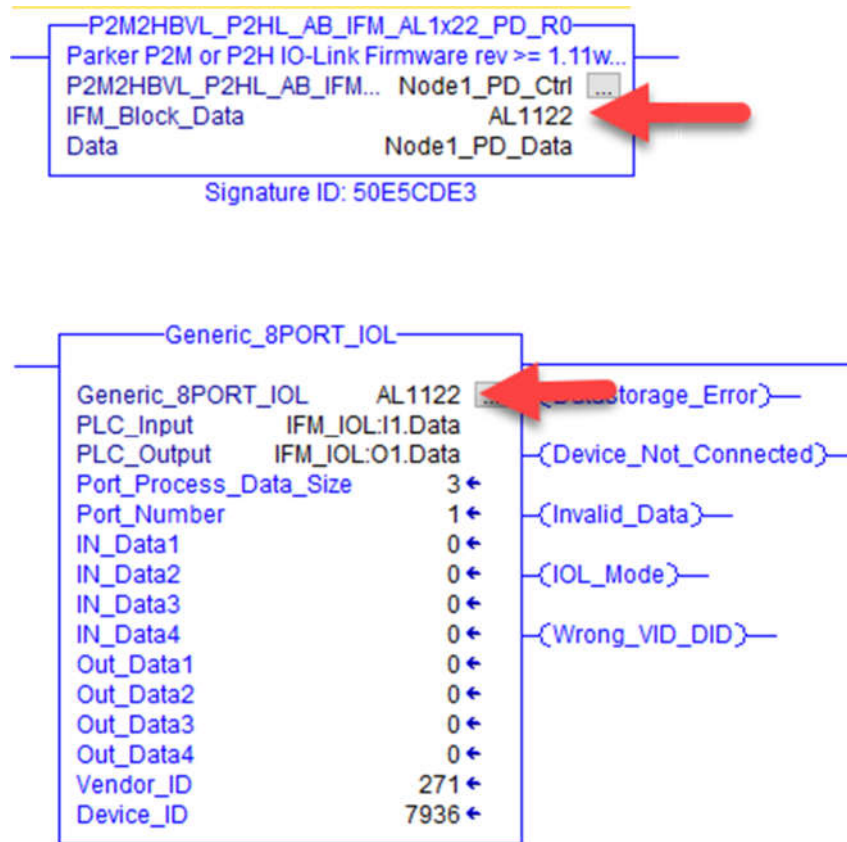 P2M2HBVL_P2HL_AB_IFM_AL1x22_PD_R0
Parker P2M or P2H IO-Link Firmware rev >= 1.11w...
P2M2HBVL_P2HL_AB_IFM... Node1_PD_Ctrl ...
IFM_Block_Data AL1122
Data Node1_PD_Data
Signature ID: 50E5CDE3
Generic_8PORT_IOL
Generic_8PORT_IOL AL1122
PLC_Input IFM_IOL:I1.Data
PLC_Output IFM_IOL:O1.Data
Port_Process_Data_Size 3
Port_Number 1
IN_Data1 0
IN_Data2 0
IN_Data3 0
IN_Data4 0
Out_Data1 0
Out_Data2 0
Out_Data3 0
Out_Data4 0
Vendor_ID 271
Device_ID 7936
Device_Not_Connected
Invalid_Data
IOL_Mode
Wrong_VID_DID